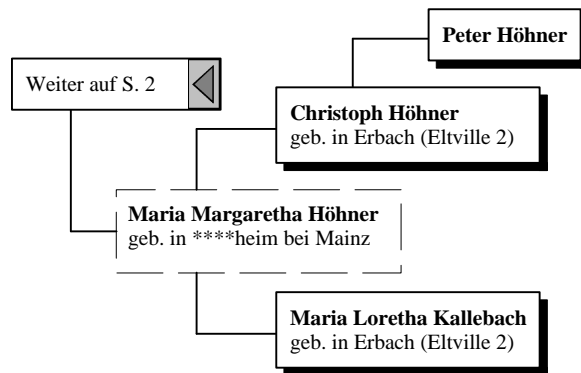 Peter Höhner
Weiter auf S. 2
Christoph Höhner
geb. in Erbach (Eltville 2)
Maria Margaretha Höhner
geb. in ****heim bei Mainz
Maria Loretha Kallebach
geb. in Erbach (Eltville 2)